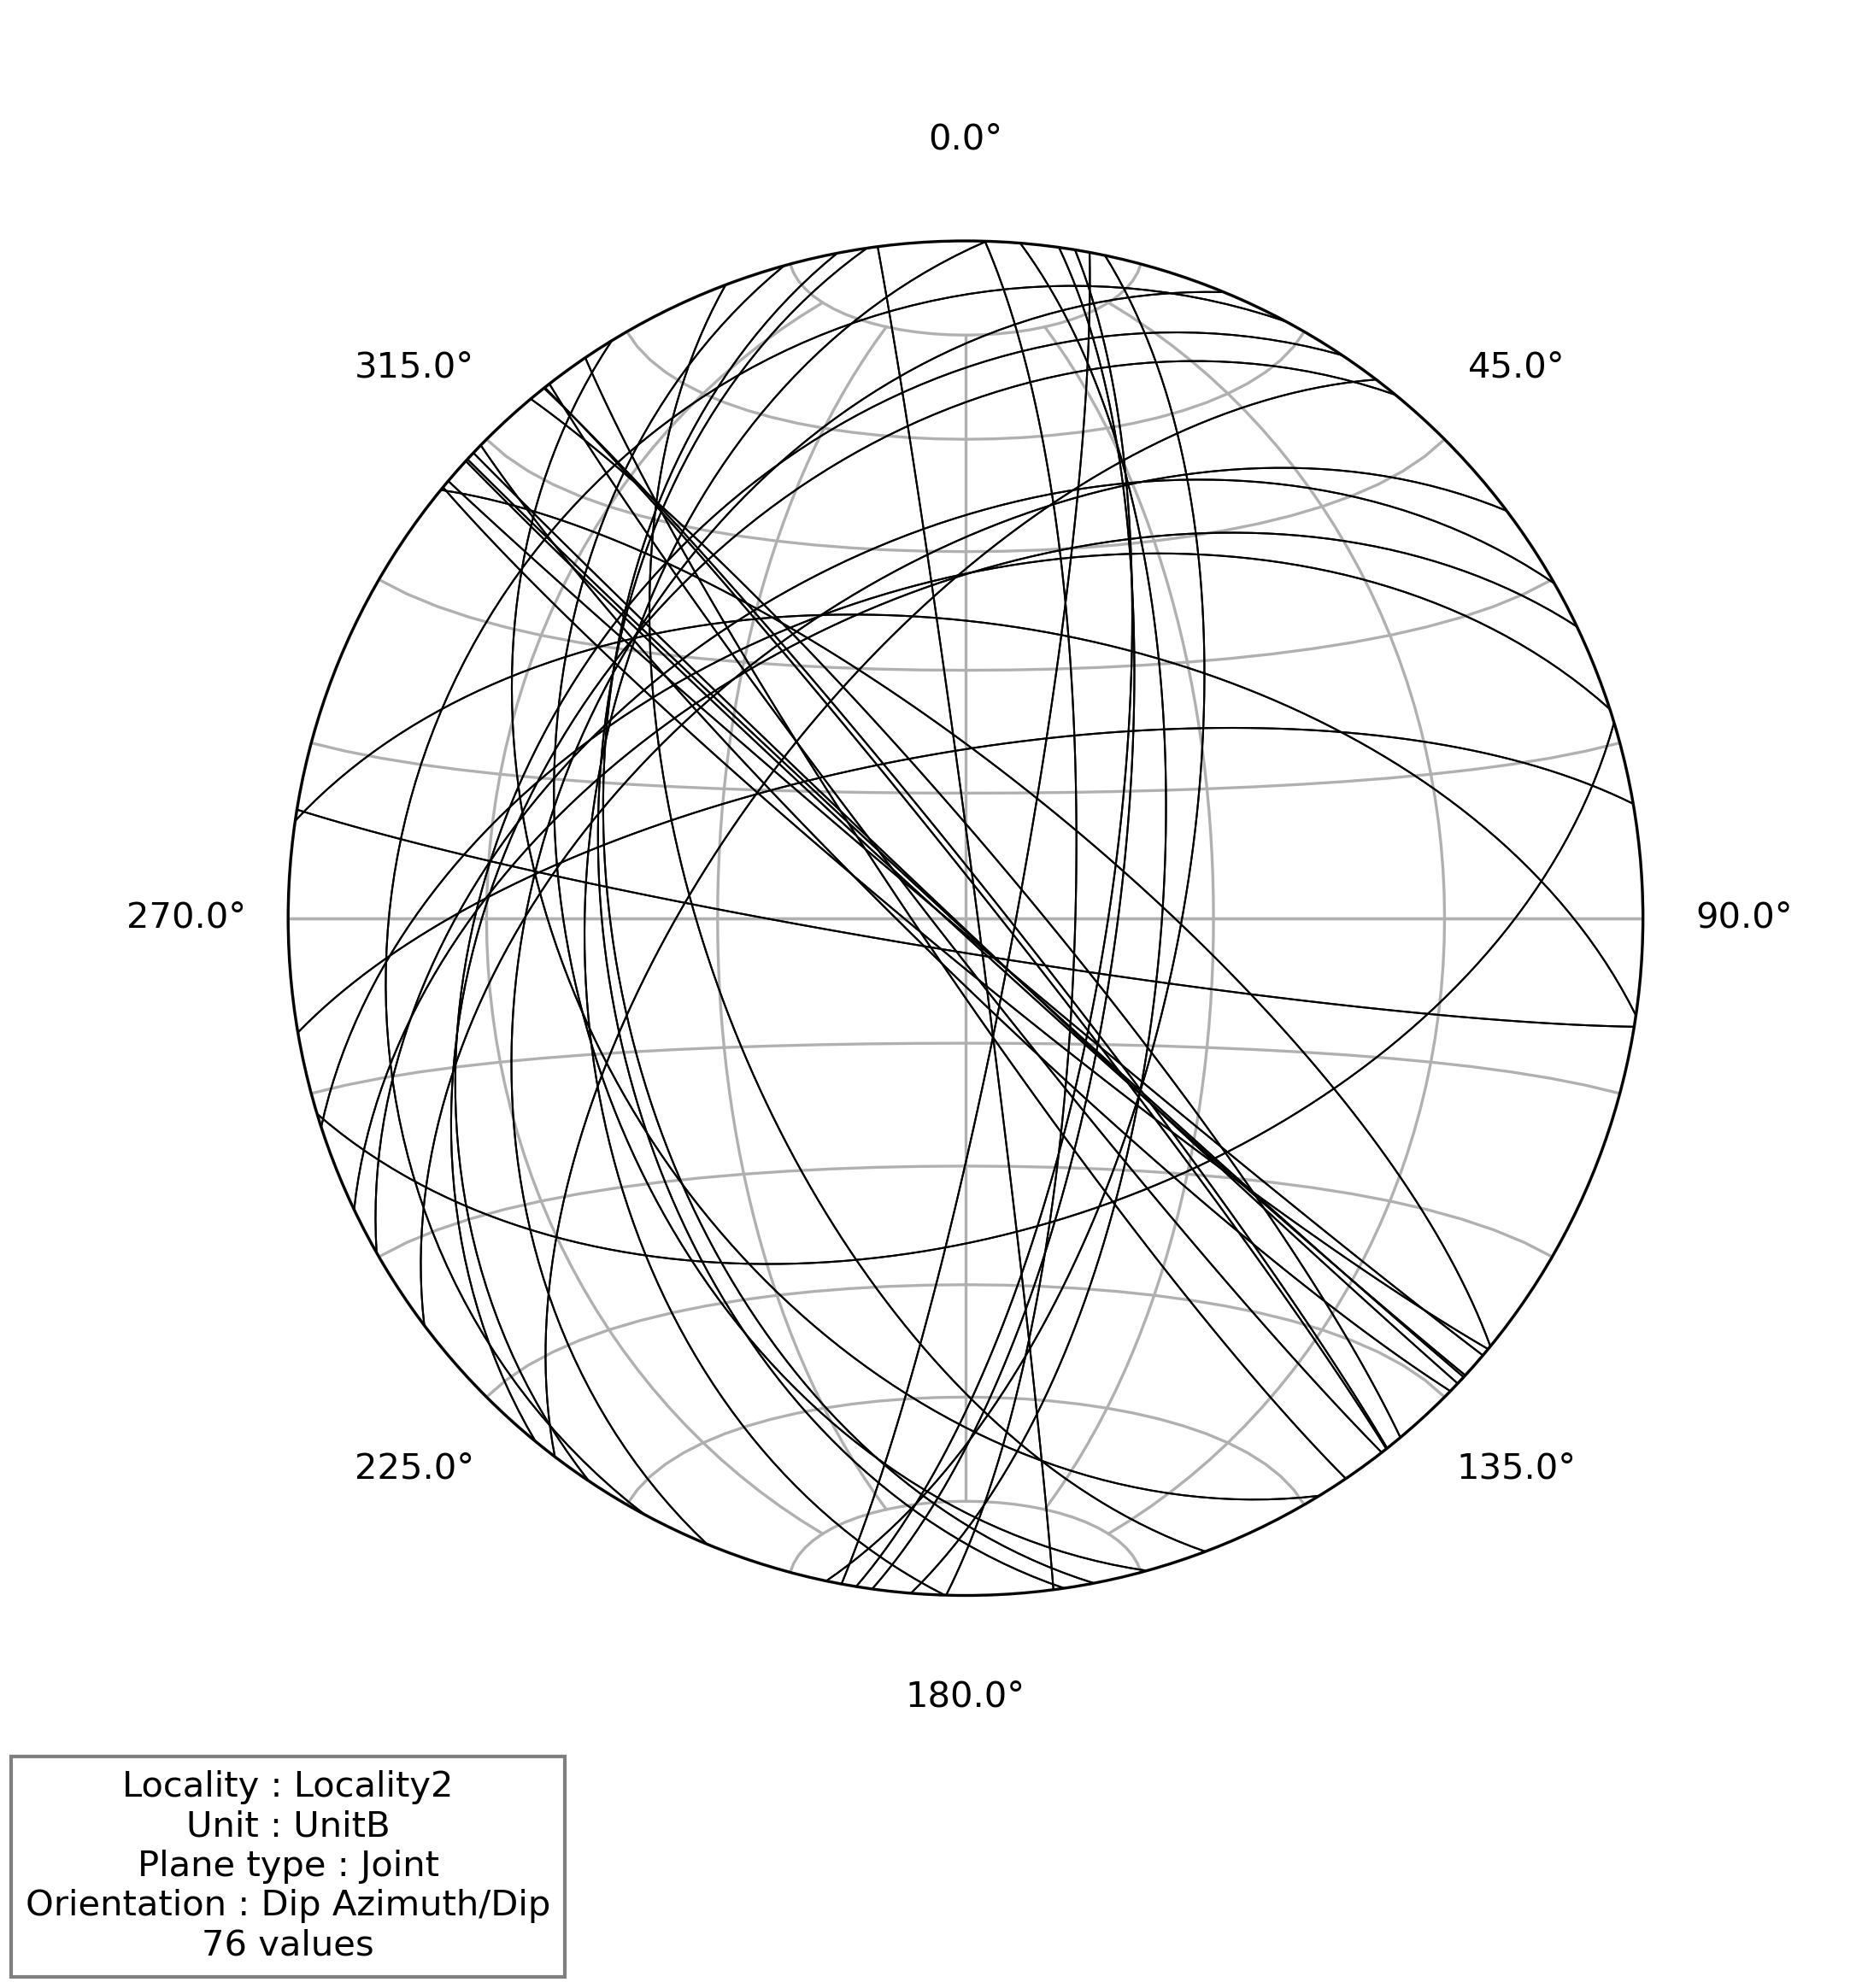 0.0°
315.0°
45.0°
270.0°
90.0°
225.0°
135.0°
180.0°
Locality : Locality2
Unit : UnitB
Plane type : Joint
Orientation : Dip Azimuth/Dip
76 values